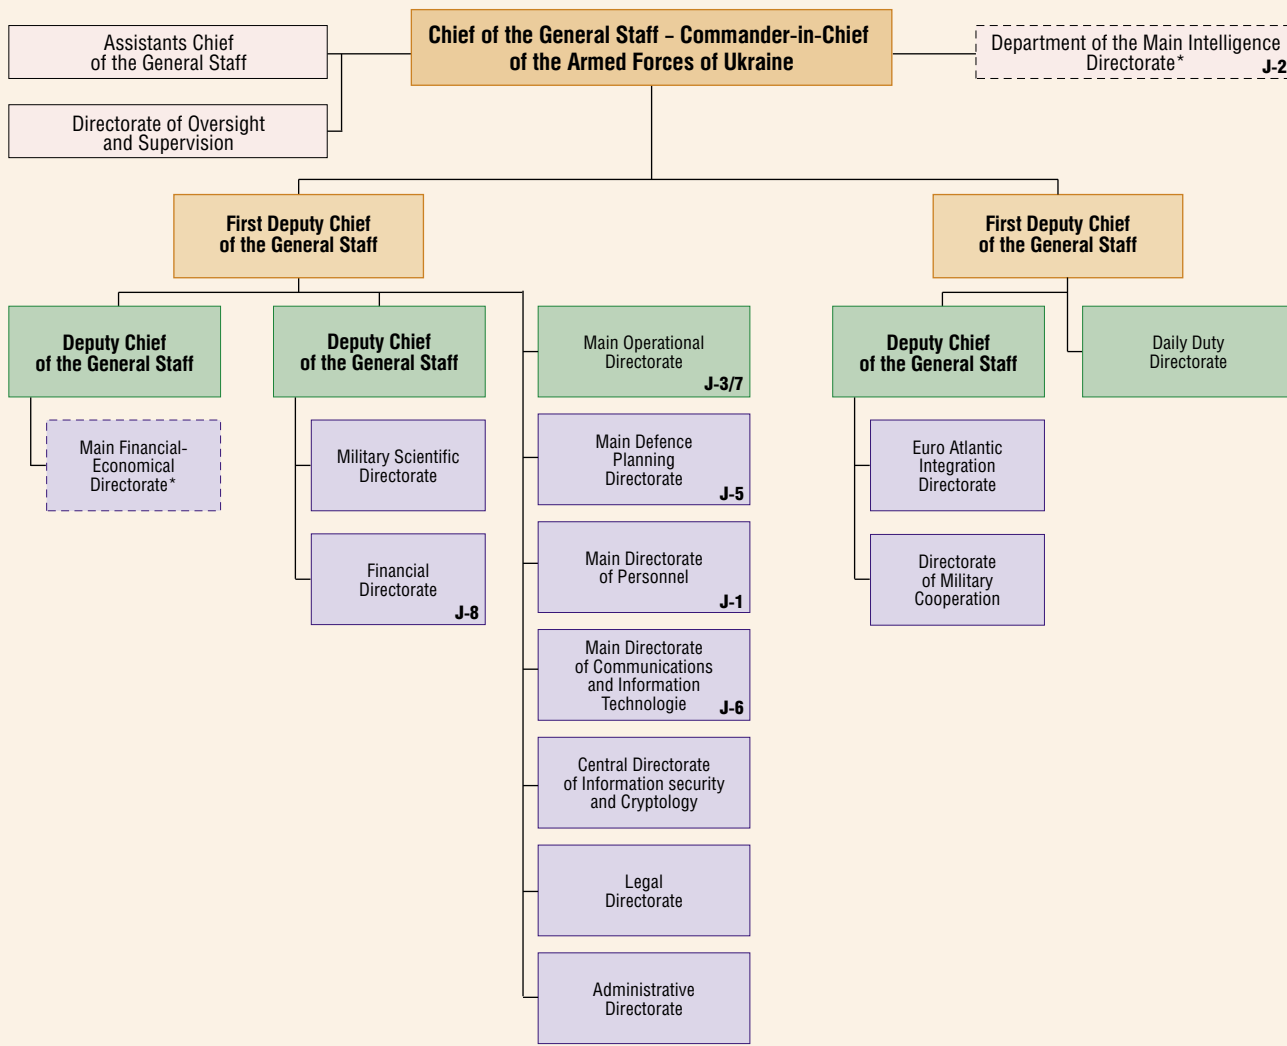 Assistants Chief
of the General Staff
Chief of the General Staff – Commander-in-Chief
of the Armed Forces of Ukraine
Department of the Main Intelligence
Directorate*
J-2
Directorate of Oversight
and Supervision
First Deputy Chief
of the General Staff
First Deputy Chief
of the General Staff
Deputy Chief
of the General Staff
Deputy Chief
of the General Staff
Main Operational
Directorate
J-3/7
Deputy Chief
of the General Staff
Daily Duty
Directorate
Main Financial-
Economical
Directorate*
Military Scientific
Directorate
Main Defence
Planning
Directorate
J-5
Euro Atlantic
Integration
Directorate
Financial
Directorate
J-8
Main Directorate
of Personnel
J-1
Directorate
of Military
Cooperation
Main Directorate
of Communications
and Information
Technologie
J-6
Central Directorate
of Information security
and Cryptology
Legal
Directorate
Administrative
Directorate